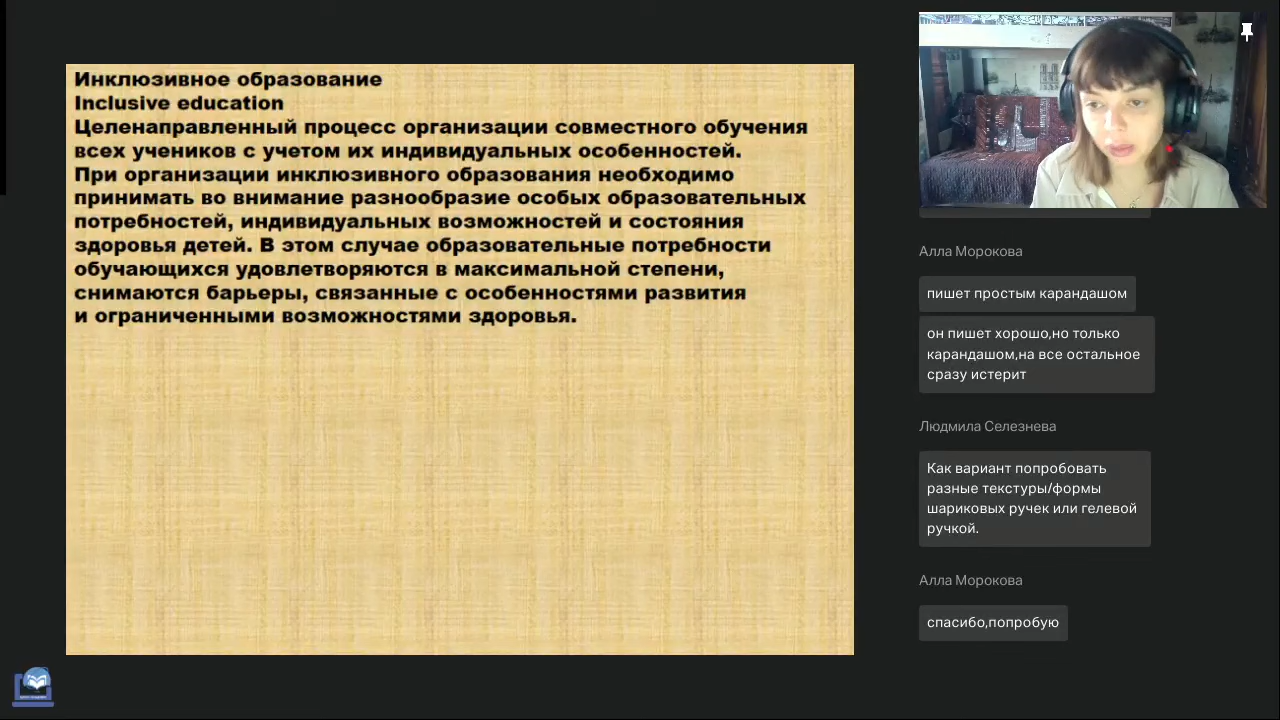 Инклюзивное образование
Inclusive education
Целенаправленный процесс организации совместного обучения
всех учеников с учетом их индивидуальных особенностей.
При организации инклюзивного образования необходимо
принимать во внимание разнообразие особых образовательных
потребностей, индивидуальных возможностей и состояния
здоровья детей. В этом случае образовательные потребности
обучающихся удовлетворяются в максимальной степени,
снимаются барьеры, связанные с особенностями развития
и ограниченными возможностями здоровья.
Алла Морокова
пишет простым карандашом
он пишет хорошо,но только
карандашом,на все остальное
сразу истерит
Людмила Селезнева
Как вариант попробовать
разные текстуры/формы
шариковых ручек или гелевой
ручкой.
Алла Морокова
спасибо,попробую